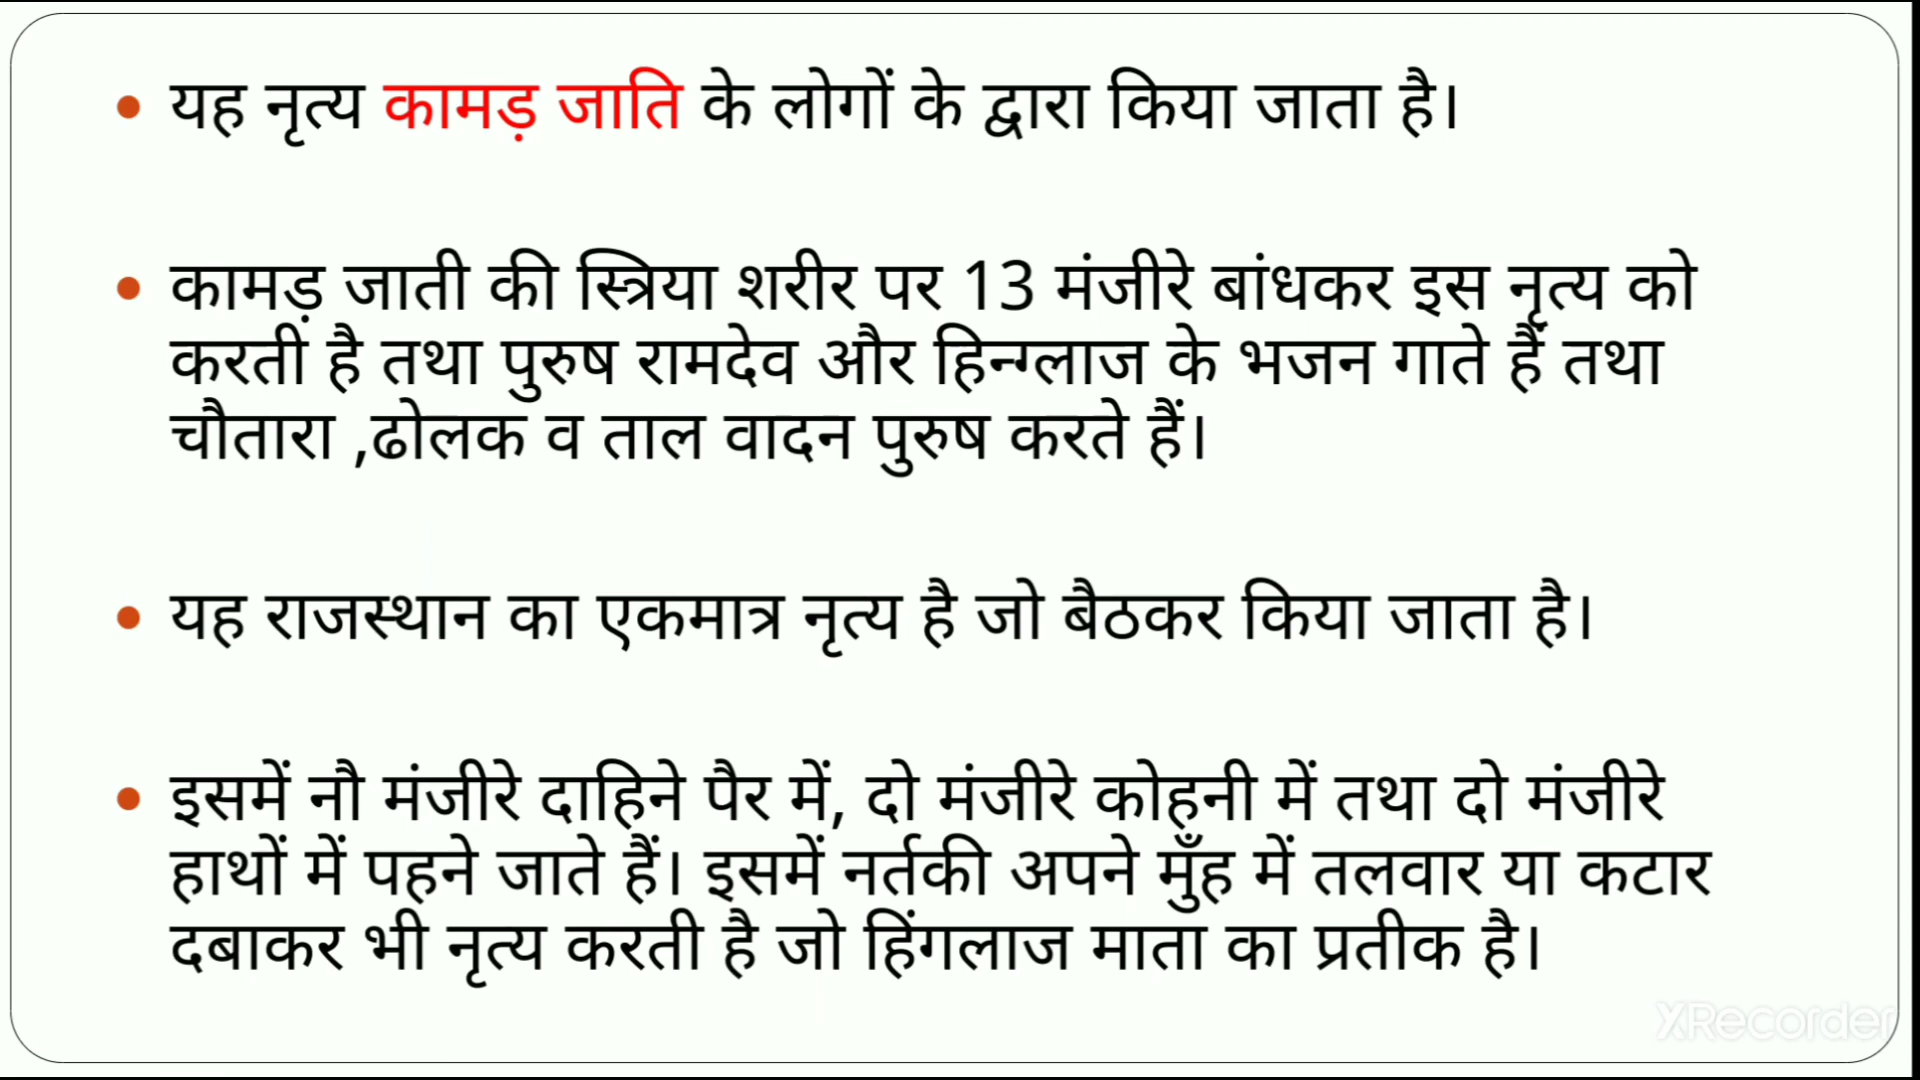 यह नृत्य कामड़ जाति के लोगों के द्वारा किया जाता है।
कामड़ जाती की स्त्रिया शरीर पर 13 मंजीरे बांधकर इस नृत्य को
करती है तथा पुरुष रामदेव और हिन्ग्लाज के भजन गाते हैं तथा
चौतारा ,ढोलक व ताल वादन पुरुष करते हैं।
यह राजस्थान का एकमात्र नृत्य है जो बैठकर किया जाता है।
इसमें नौ मंजीरे दाहिने पैर में, दो मंजीरे कोहनी में तथा दो मंजीरे
हाथों में पहने जाते हैं। इसमें नर्तकी अपने मुँह में तलवार या कटार
दबाकर भी नृत्य करती है जो हिंगलाज माता का प्रतीक है।
XRecorder